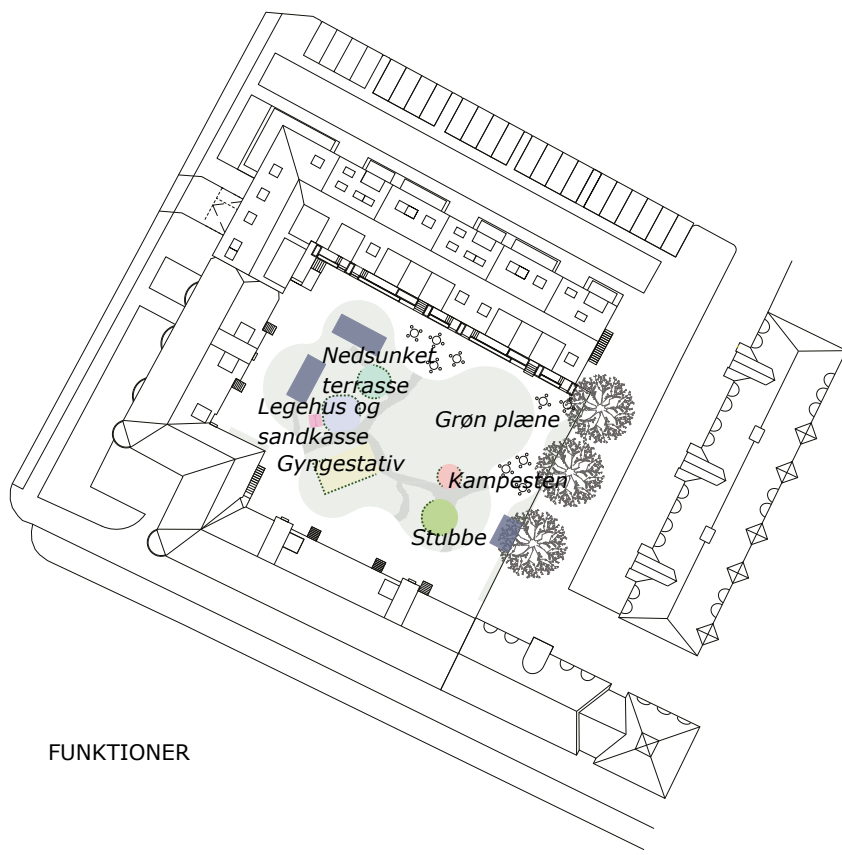 Nedsunket
terrasse
Legehus og
sandkasse
Grøn plæne
Gyngestativ
Kampesten
Stubbe
FUNKTIONER